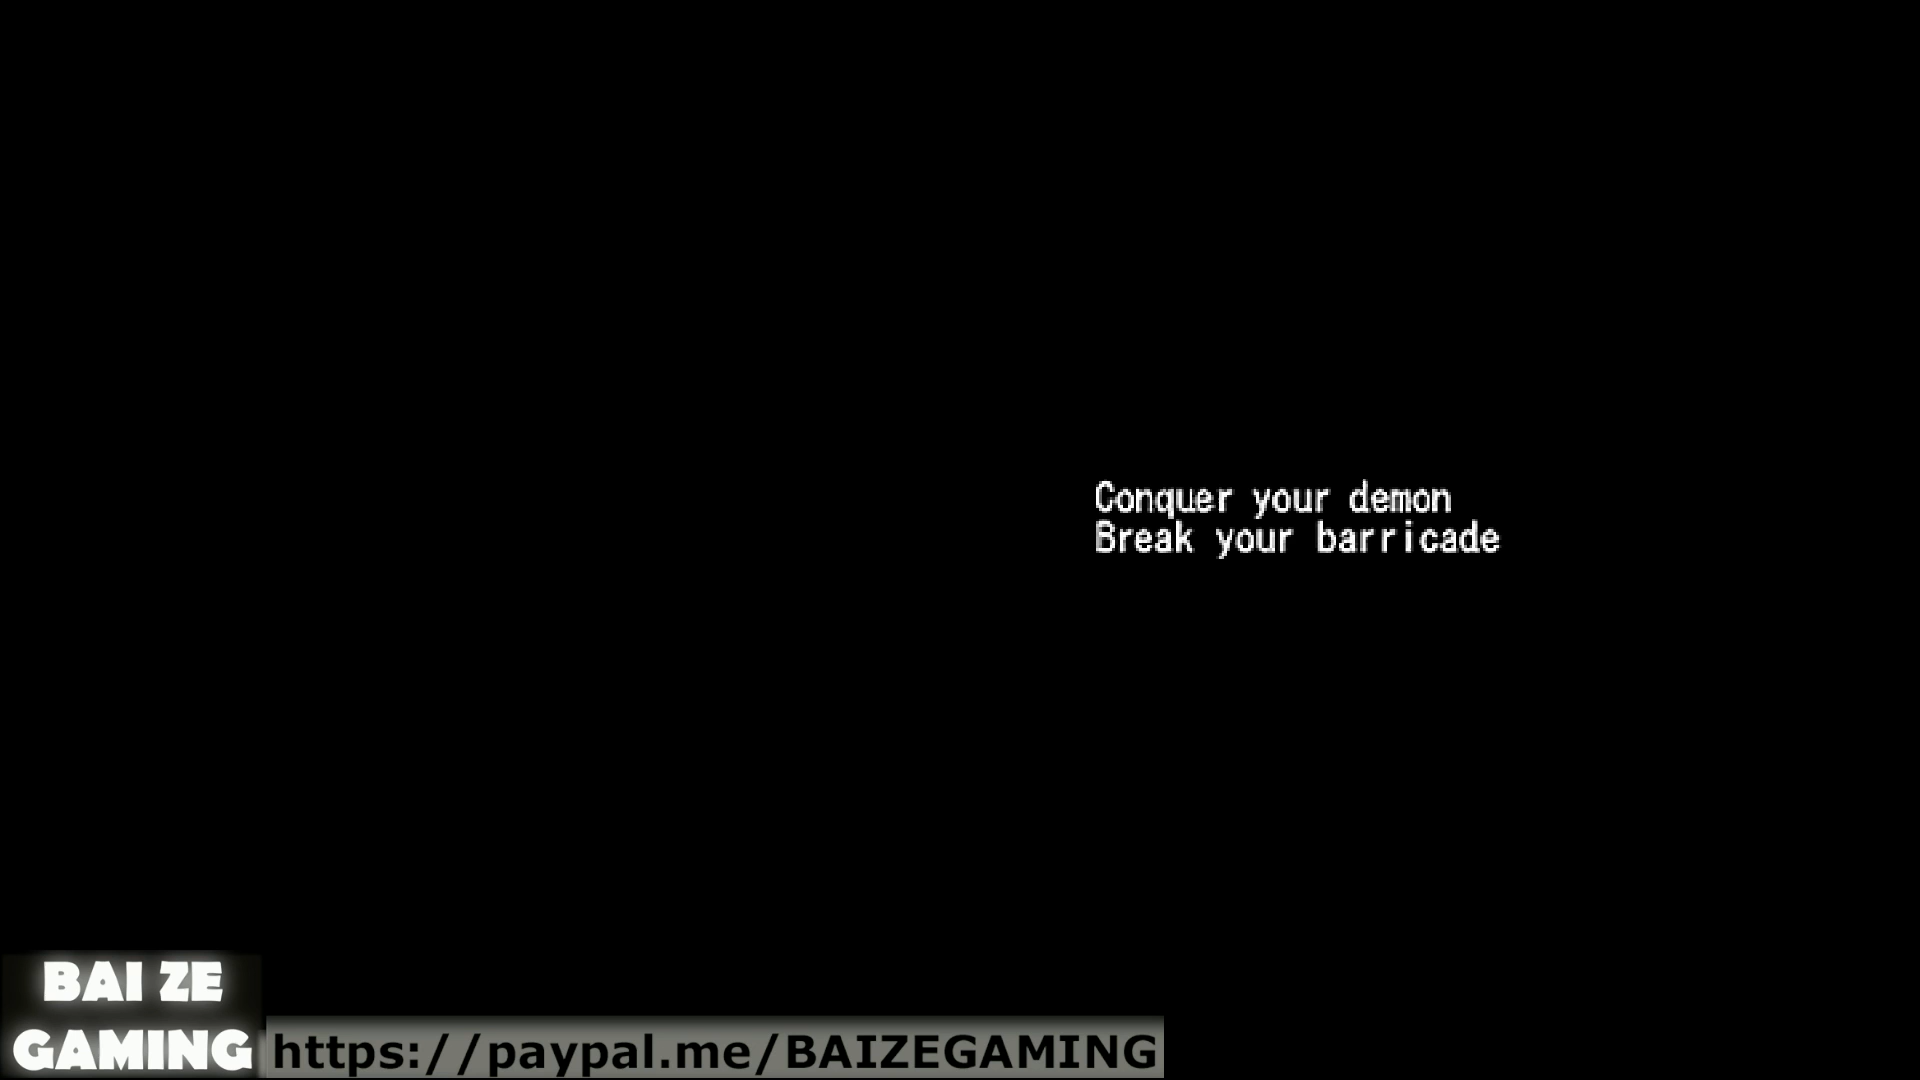 Conquer your demon
Break your barricade
BAI ZE
GAMING
https://paypal.me/BAIZEGAMING